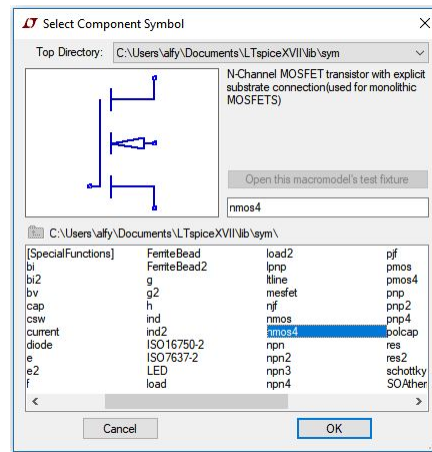 Select Component Symbol
Top Directory: C:\Users\alfy\Documents\LTspiceXVII\lib\sym
N-Channel MOSFET transistor with explicit
substrate connection(used for monolithic
MOSFETS)
Open this macromodel's test fixture
nmos4
C:\Users\alfy\Documents\LTspiceXVII\lib\sym\
[SpecialFunctions] FerriteBead load2 pjf
bi FerriteBead2 lpnp pmos
bi2 g ltline pmos4
bv g2 mesfet pnp
cap h njf pnp2
csw ind nmos pnp4
current ind2 nmos4 polcap
diode ISO16750-2 npn res
e ISO7637-2 npn2 res2
e2 LED npn3 schottky
f load npn4 SOAther
Cancel OK